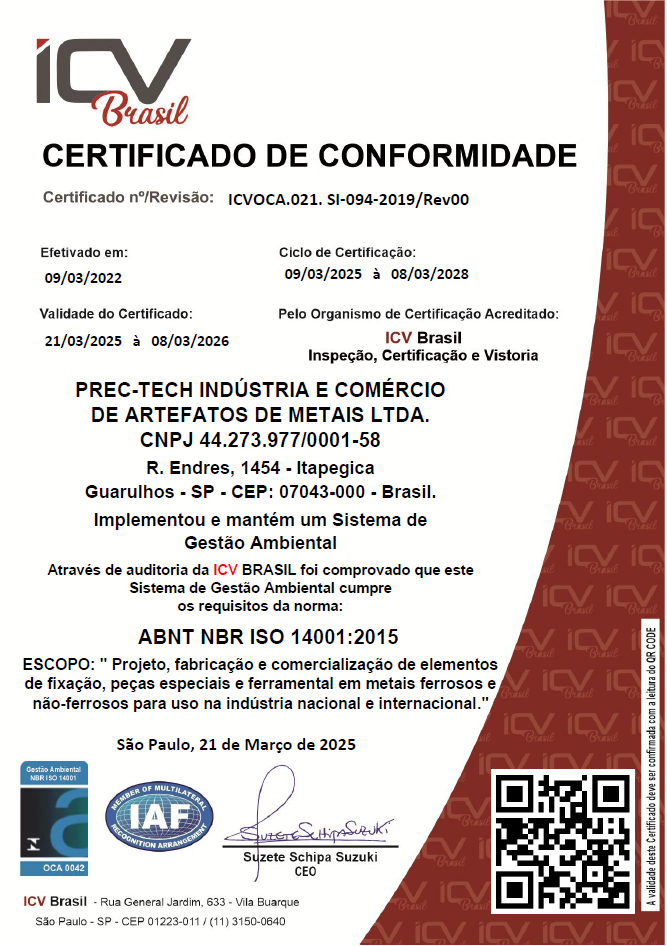 ICV
Brasil
CERTIFICADO DE CONFORMIDADE
Certificado nº/Revisão: ICVOCA.021. SI-094-2019/Rev00
Efetivado em:
09/03/2022
Ciclo de Certificação:
09/03/2025 à 08/03/2028
Validade do Certificado:
21/03/2025 à 08/03/2026
Pelo Organismo de Certificação Acreditado:
ICV Brasil
Inspeção, Certificação e Vistoria
PREC-TECH INDÚSTRIA E COMÉRCIO
DE ARTEFATOS DE METAIS LTDA.
CNPJ 44.273.977/0001-58
R. Endres, 1454 - Itapegica
Guarulhos - SP - CEP: 07043-000 - Brasil.
Implementou e mantém um Sistema de
Gestão Ambiental
Através de auditoria da ICV BRASIL foi comprovado que este
Sistema de Gestão Ambiental cumpre
os requisitos da norma:
ABNT NBR ISO 14001:2015
ESCOPO: " Projeto, fabricação e comercialização de elementos
de fixação, peças especiais e ferramental em metais ferrosos e
não-ferrosos para uso na indústria nacional e internacional."
São Paulo, 21 de Março de 2025
Gestão Ambiental
NBR ISO 14001
OCA 0042
MEMBER OF MULTILATERAL
IAF
RECOGNITION ARRANGEMENT
SUZETE SCHIPA SUZUKI
Suzete Schipa Suzuki
CEO
A validade deste Certificado deve ser confirmada com a leitura do QR CODE
ICV Brasil - Rua General Jardim, 633 - Vila Buarque
São Paulo - SP - CEP 01223-011 / (11) 3150-0640